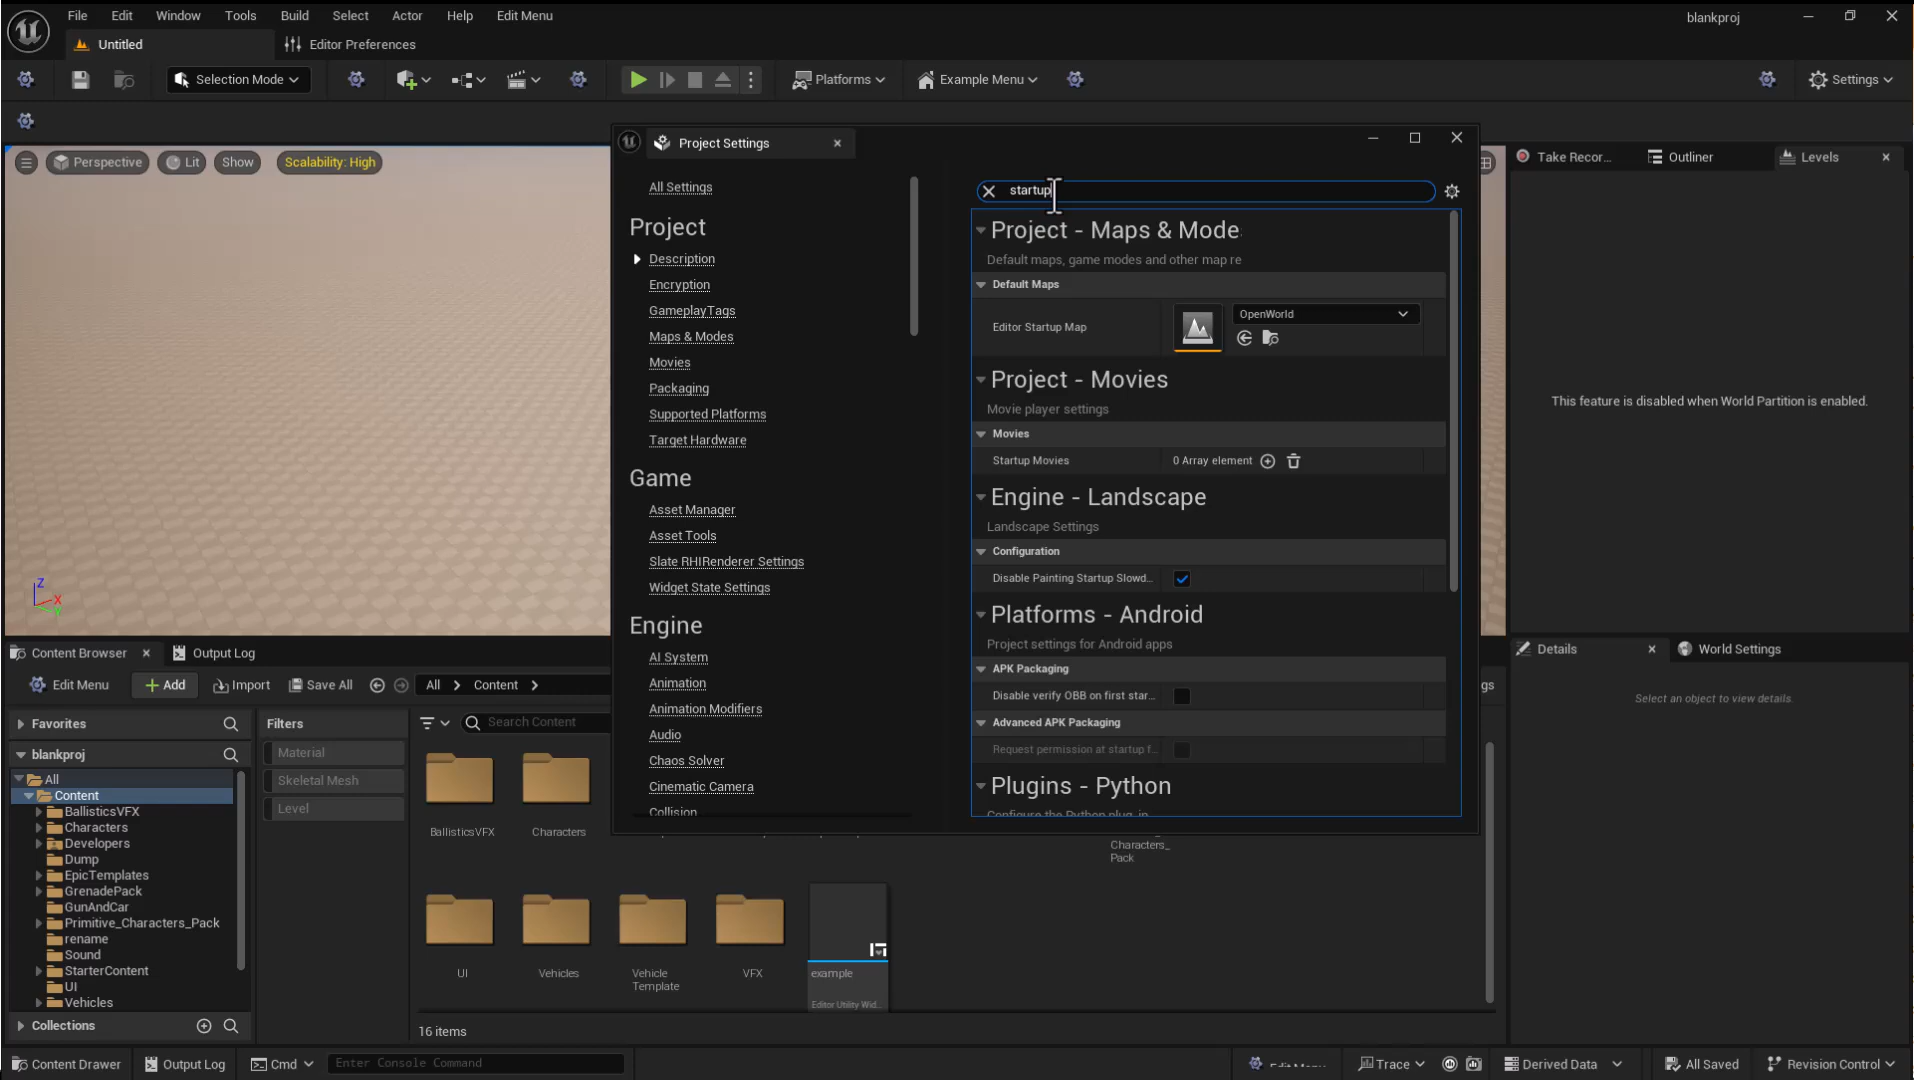 File Edit Window Tools Build Select Actor Help Edit Menu
blankproj
Untitled
Editor Preferences
Selection Mode
Platforms
Example Menu
Settings
Perspective
Lit
Show
Scalability: High
Project Settings
All Settings
Project
Description
Encryption
GameplayTags
Maps & Modes
Movies
Packaging
Supported Platforms
Target Hardware
Game
Asset Manager
Asset Tools
Slate RHIRenderer Settings
Widget State Settings
Engine
AI System
Animation
Animation Modifiers
Audio
Chaos Solver
Cinematic Camera
Collision
startup
Project - Maps & Mode
Default maps, game modes and other map re
Default Maps
Editor Startup Map
OpenWorld
Project - Movies
Movie player settings
Movies
Startup Movies
0 Array element
Engine - Landscape
Landscape Settings
Configuration
Disable Painting Startup Slowd...
Platforms - Android
Project settings for Android apps
APK Packaging
Disable verify OBB on first star...
Advanced APK Packaging
Request permission at startup f...
Plugins - Python
Configure the Python plug-in
Take Recor...
Outliner
Levels
This feature is disabled when World Partition is enabled.
Details
World Settings
Select an object to view details.
Content Browser
Output Log
Edit Menu
Add
Import
Save All
All
Content
gs
Favorites
blankproj
All
Content
BallisticsVFX
Characters
Developers
Dump
EpicTemplates
GrenadePack
GunAndCar
Primitive_Characters_Pack
rename
Sound
StarterContent
UI
Vehicles
Collections
Filters
Material
Skeletal Mesh
Level
Search Content
BallisticsVFX
Characters
Characters_
Pack
UI
Vehicles
Vehicle
Template
VFX
example
Editor Utility Wid...
16 items
Content Drawer
Output Log
Cmd
Enter Console Command
Trace
Derived Data
All Saved
Revision Control